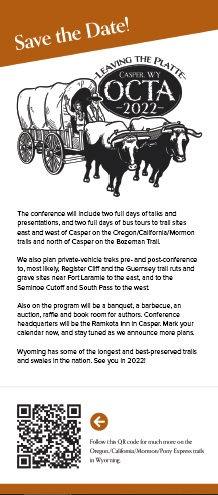 Save the Date!
LEAVING THE PLATTE
CASPER, WY
OCTA
-2022-
The conference will include two full days of talks and
presentations, and two full days of bus tours to trail sites
east and west of Casper on the Oregon/California/Mormon
trails and north of Casper on the Bozeman Trail.
We also plan private-vehicle treks pre- and post-conference
to, most likely, Register Cliff and the Guernsey trail ruts and
grave sites near Fort Laramie to the east, and to the
Seminoe Cutoff and South Pass to the west.
Also on the program will be a banquet, a barbecue, an
auction, raffle and book room for authors. Conference
headquarters will be the Ramkota Inn in Casper. Mark your
calendar now, and stay tuned as we announce more plans.
Wyoming has some of the longest and best-preserved trails
and swales in the nation. See you in 2022!
Follow this QR code for much more on the
Oregon/California/Mormon/Pony Express trails
in Wyoming.